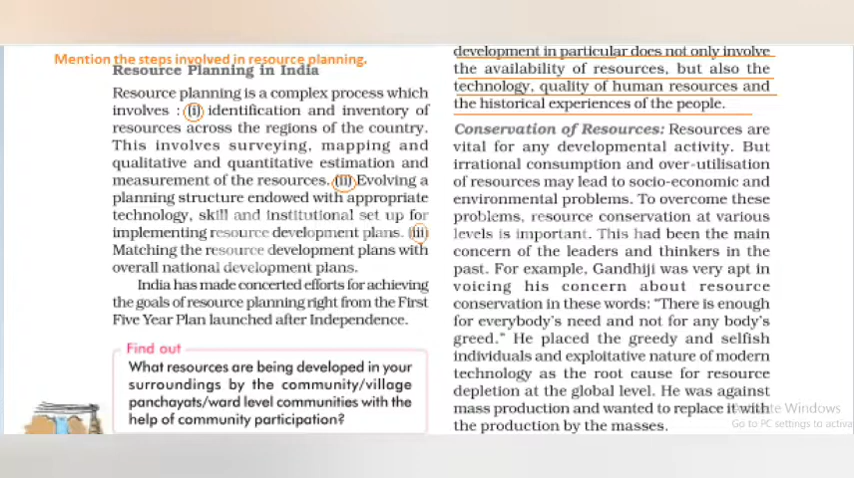 Mention the steps involved in resource planning.
Resource Planning in India
Resource planning is a complex process which
involves : (i) identification and inventory of
resources across the regions of the country.
This involves surveying, mapping and
qualitative and quantitative estimation and
measurement of the resources. (ii) Evolving a
planning structure endowed with appropriate
technology, skill and institutional set up for
implementing resource development plans. (iii)
Matching the resource development plans with
overall national development plans.
India has made concerted efforts for achieving
the goals of resource planning right from the First
Five Year Plan launched after Independence.
Find out
What resources are being developed in your
surroundings by the community/village
panchayats/ward level communities with the
help of community participation?
development in particular does not only involve
the availability of resources, but also the
technology, quality of human resources and
the historical experiences of the people.
Conservation of Resources: Resources are
vital for any developmental activity. But
irrational consumption and over-utilisation
of resources may lead to socio-economic and
environmental problems. To overcome these
problems, resource conservation at various
levels is important. This had been the main
concern of the leaders and thinkers in the
past. For example, Gandhiji was very apt in
voicing his concern about resource
conservation in these words: "There is enough
for everybody's need and not for any body's
greed." He placed the greedy and selfish
individuals and exploitative nature of modern
technology as the root cause for resource
depletion at the global level. He was against
mass production and wanted to replace it with
the production by the masses.
Activate Windows
Go to PC settings to activa